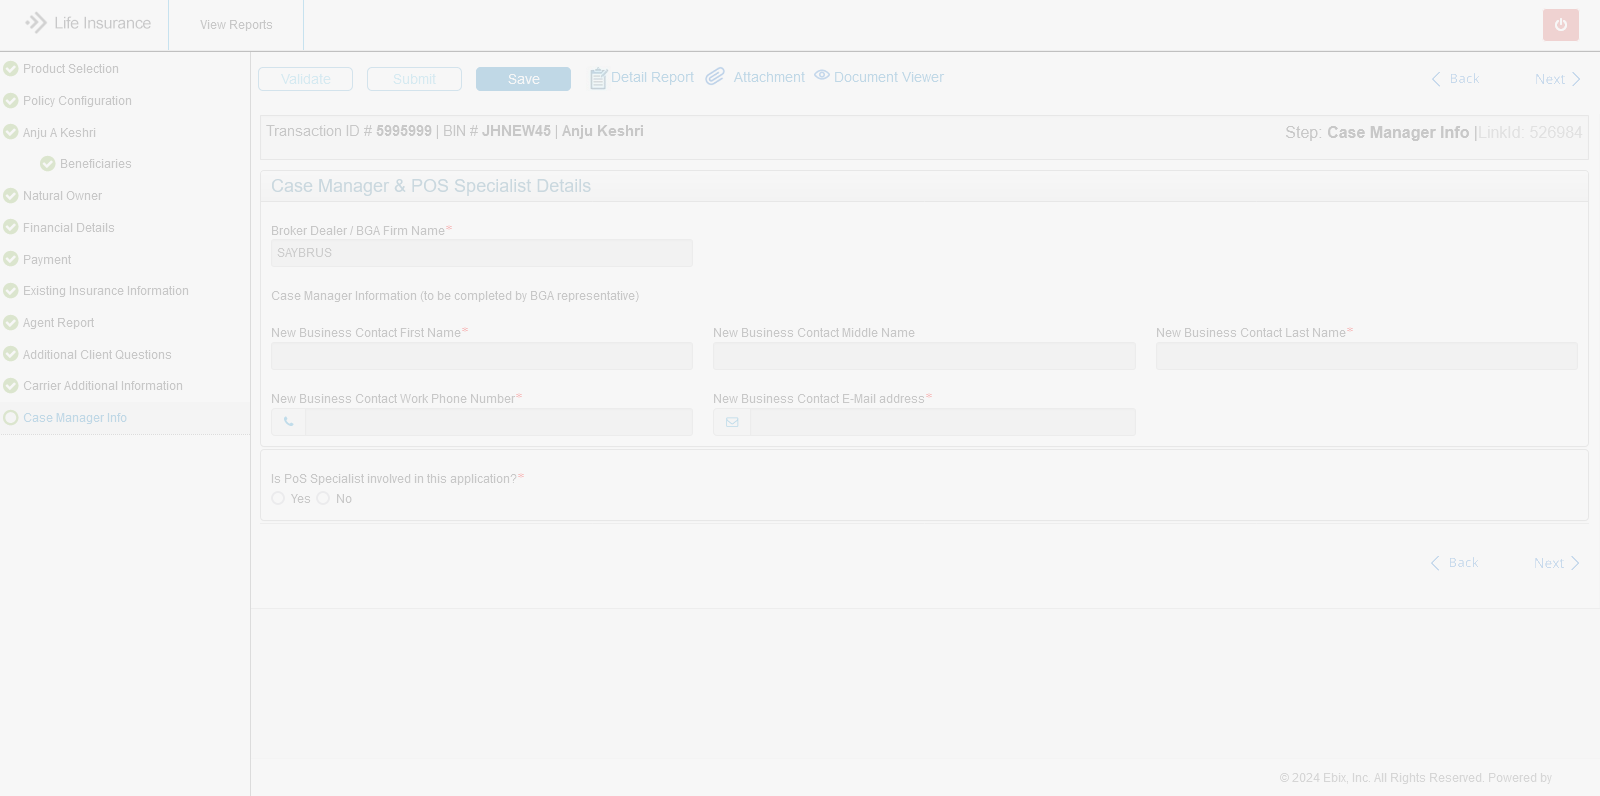 Life Insurance
View Reports
Product Selection
Policy Configuration
Anju A Keshri
Beneficiaries
Natural Owner
Financial Details
Payment
Existing Insurance Information
Agent Report
Additional Client Questions
Carrier Additional Information
Case Manager Info
Validate Submit Save Detail Report Attachment Document Viewer Back Next
Transaction ID # 5995999 | BIN # JHNEW45 | Anju Keshri
Step: Case Manager Info |LinkId: 526984
Case Manager & POS Specialist Details
Broker Dealer / BGA Firm Name*
SAYBRUS
Case Manager Information (to be completed by BGA representative)
New Business Contact First Name* New Business Contact Middle Name New Business Contact Last Name*
New Business Contact Work Phone Number* New Business Contact E-Mail address*
Is PoS Specialist involved in this application?*
Yes No
Back Next
© 2024 Ebix, Inc. All Rights Reserved. Powered by